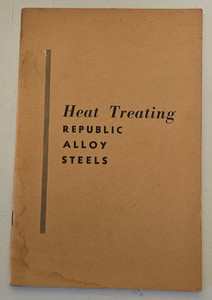 Heat Treating
REPUBLIC
ALLOY
STEELS